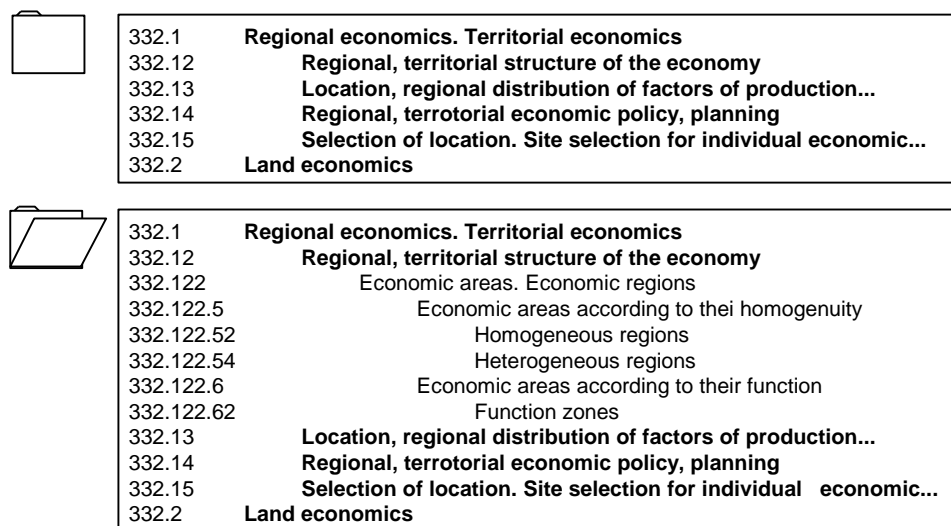 332.1 Regional economics. Territorial economics
332.12 Regional, territorial structure of the economy
332.13 Location, regional distribution of factors of production...
332.14 Regional, terrotorial economic policy, planning
332.15 Selection of location. Site selection for individual economic...
332.2 Land economics
332.1 Regional economics. Territorial economics
332.12 Regional, territorial structure of the economy
332.122 Economic areas. Economic regions
332.122.5 Economic areas according to thei homogenuity
332.122.52 Homogeneous regions
332.122.54 Heterogeneous regions
332.122.6 Economic areas according to their function
332.122.62 Function zones
332.13 Location, regional distribution of factors of production...
332.14 Regional, terrotorial economic policy, planning
332.15 Selection of location. Site selection for individual economic...
332.2 Land economics